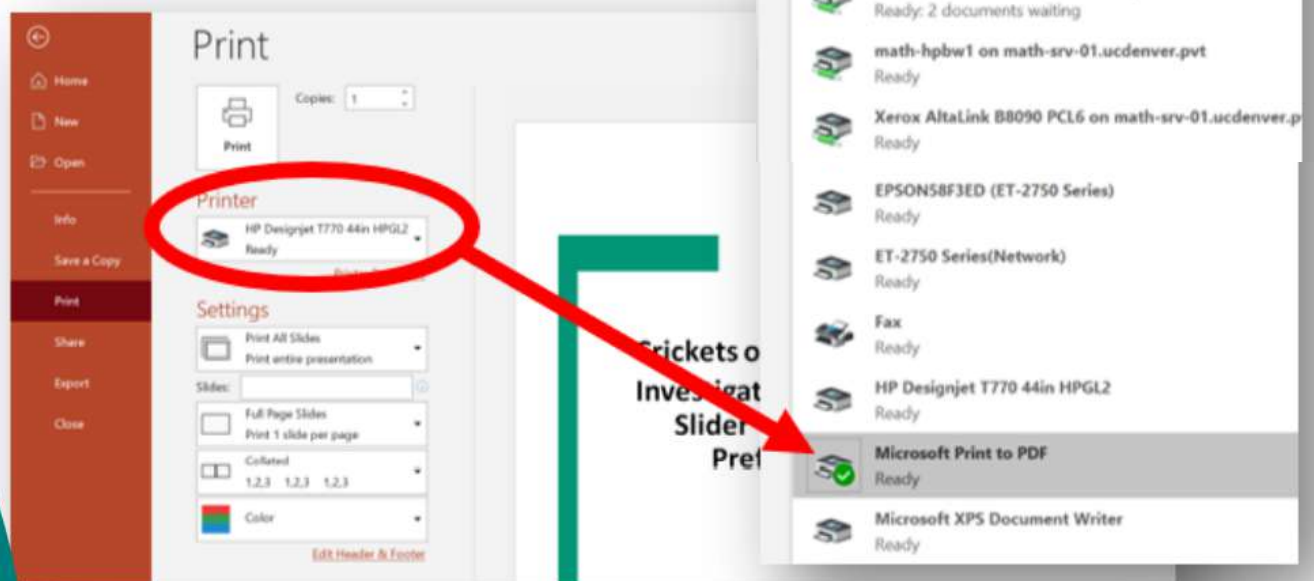 Print
Home
New
Open
Info
Save a Copy
Print
Share
Export
Close
Copies: 1
Print
Printer
HP Designjet T770 44in HPGL2
Ready
Settings
Print All Slides
Print entire presentation
Slides:
Full Page Slides
Print 1 slide per page
Collated
1,2,3 1,2,3 1,2,3
Color
Edit Header & Footer
Crickets o
Investigat
Slider
Pref
Ready: 2 documents waiting
math-hpbw1 on math-srv-01.ucdenver.pvt
Ready
Xerox AltaLink B8090 PCL6 on math-srv-01.ucdenver.p
Ready
EPSON58F3ED (ET-2750 Series)
Ready
ET-2750 Series(Network)
Ready
Fax
Ready
HP Designjet T770 44in HPGL2
Ready
Microsoft Print to PDF
Ready
Microsoft XPS Document Writer
Ready